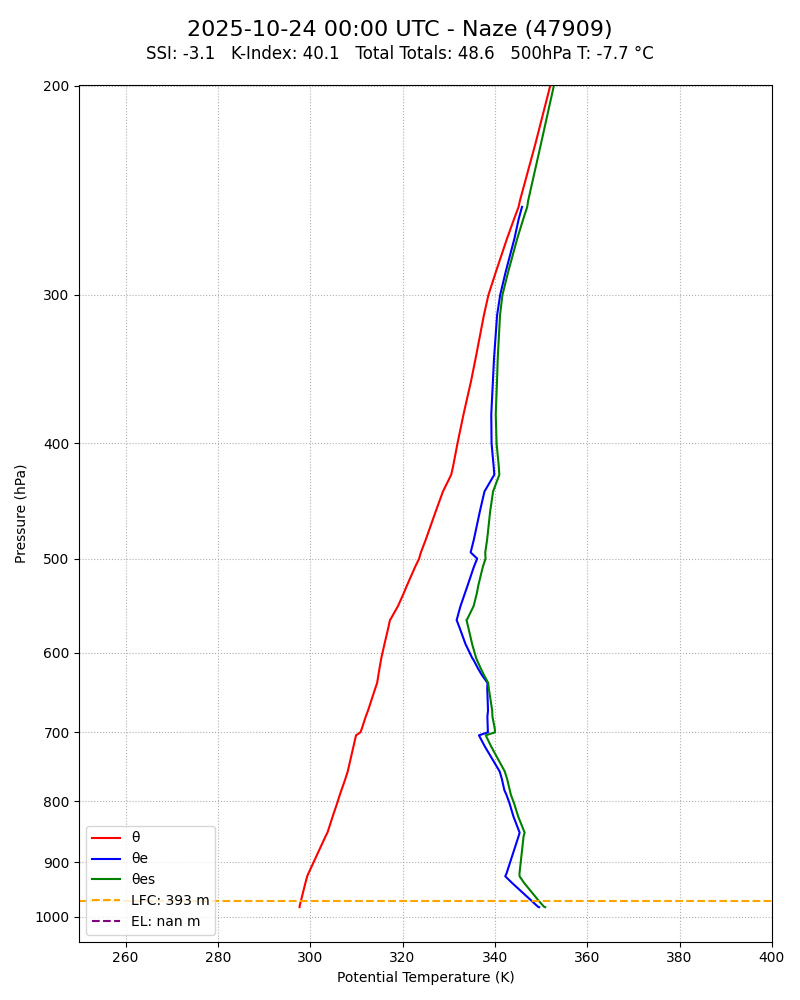 2025-10-24 00:00 UTC - Naze (47909)
SSI: -3.1   K-Index: 40.1   Total Totals: 48.6   500hPa T: -7.7 °C
200
300
400
500
600
700
800
900
1000
Pressure (hPa)
θ
θe
θes
LFC: 393 m
EL: nan m
260
280
300
320
340
360
380
400
Potential Temperature (K)